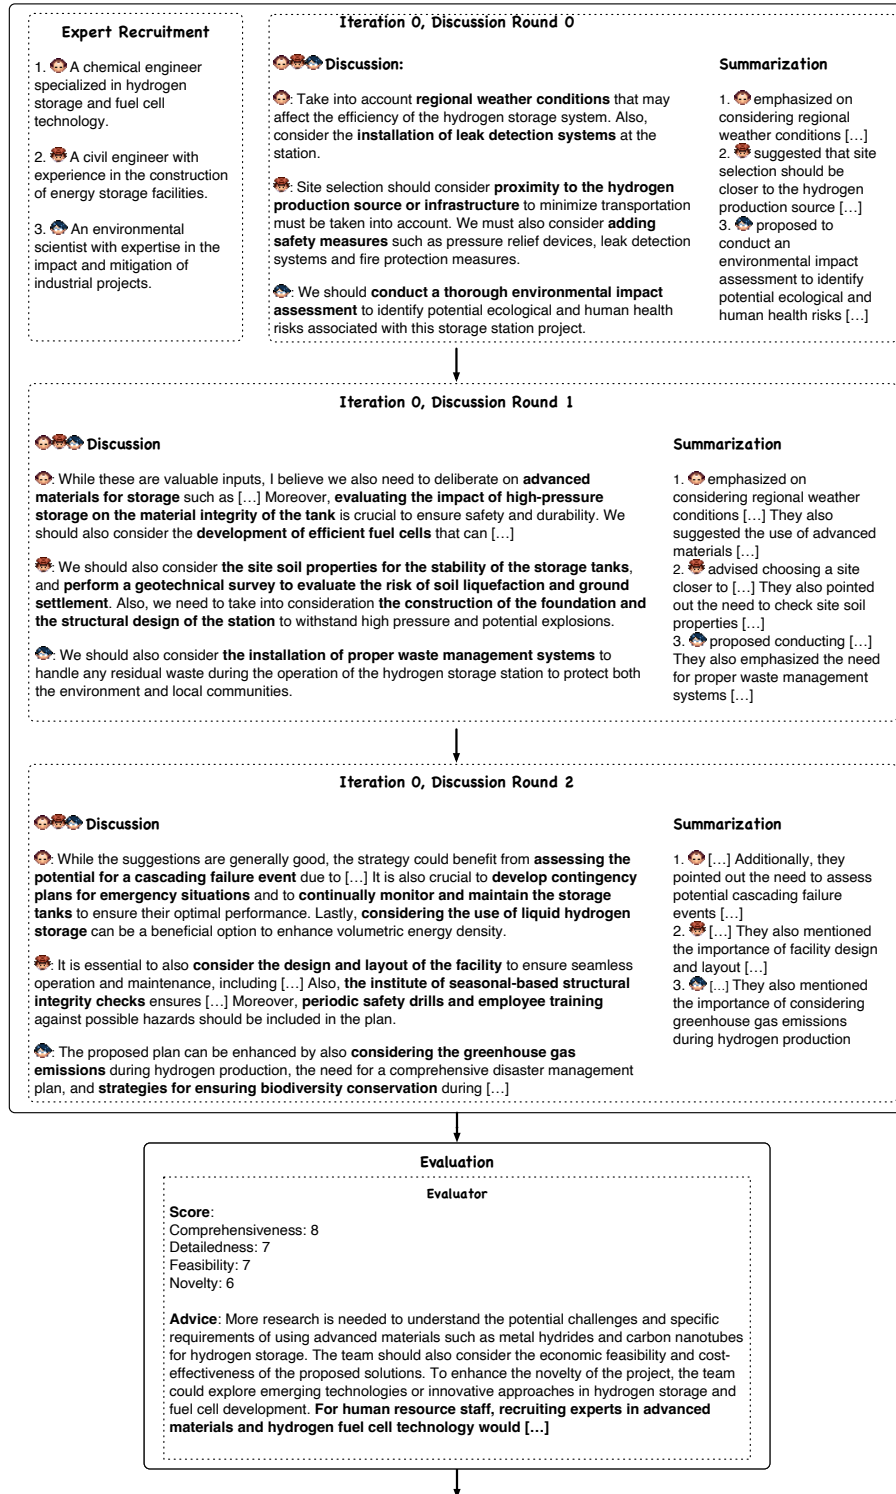 Expert Recruitment
1. A chemical engineer
specialized in hydrogen
storage and fuel cell
technology.
2. A civil engineer with
experience in the construction
of energy storage facilities.
3. An environmental
scientist with expertise in the
impact and mitigation of
industrial projects.
Iteration 0, Discussion Round 0
Discussion:
: Take into account regional weather conditions that may
affect the efficiency of the hydrogen storage system. Also,
consider the installation of leak detection systems at the
station.
: Site selection should consider proximity to the hydrogen
production source or infrastructure to minimize transportation
must be taken into account. We must also consider adding
safety measures such as pressure relief devices, leak detection
systems and fire protection measures.
: We should conduct a thorough environmental impact
assessment to identify potential ecological and human health
risks associated with this storage station project.
Summarization
1. emphasized on
considering regional
weather conditions [...]
2. suggested that site
selection should be
closer to the hydrogen
production source [...]
3. proposed to
conduct an
environmental impact
assessment to identify
potential ecological and
human health risks [...]
Iteration 0, Discussion Round 1
Discussion
: While these are valuable inputs, I believe we also need to deliberate on advanced
materials for storage such as [...] Moreover, evaluating the impact of high-pressure
storage on the material integrity of the tank is crucial to ensure safety and durability. We
should also consider the development of efficient fuel cells that can [...]
: We should also consider the site soil properties for the stability of the storage tanks,
and perform a geotechnical survey to evaluate the risk of soil liquefaction and ground
settlement. Also, we need to take into consideration the construction of the foundation and
the structural design of the station to withstand high pressure and potential explosions.
: We should also consider the installation of proper waste management systems to
handle any residual waste during the operation of the hydrogen storage station to protect both
the environment and local communities.
Summarization
1. emphasized on
considering regional weather
conditions [...] They also
suggested the use of advanced
materials [...]
2. advised choosing a site
closer to [...] They also pointed
out the need to check site soil
properties [...]
3. proposed conducting [...]
They also emphasized the need
for proper waste management
systems [...]
Iteration 0, Discussion Round 2
Discussion
: While the suggestions are generally good, the strategy could benefit from assessing the
potential for a cascading failure event due to [...] It is also crucial to develop contingency
plans for emergency situations and to continually monitor and maintain the storage
tanks to ensure their optimal performance. Lastly, considering the use of liquid hydrogen
storage can be a beneficial option to enhance volumetric energy density.
: It is essential to also consider the design and layout of the facility to ensure seamless
operation and maintenance, including [...] Also, the institute of seasonal-based structural
integrity checks ensures [...] Moreover, periodic safety drills and employee training
against possible hazards should be included in the plan.
: The proposed plan can be enhanced by also considering the greenhouse gas
emissions during hydrogen production, the need for a comprehensive disaster management
plan, and strategies for ensuring biodiversity conservation during [...]
Summarization
1. [...] Additionally, they
pointed out the need to assess
potential cascading failure
events [...]
2. [...] They also mentioned
the importance of facility design
and layout [...]
3. [...] They also mentioned
the importance of considering
greenhouse gas emissions
during hydrogen production
Evaluation
Evaluator
Score:
Comprehensiveness: 8
Detailedness: 7
Feasibility: 7
Novelty: 6
Advice: More research is needed to understand the potential challenges and specific
requirements of using advanced materials such as metal hydrides and carbon nanotubes
for hydrogen storage. The team should also consider the economic feasibility and cost-
effectiveness of the proposed solutions. To enhance the novelty of the project, the team
could explore emerging technologies or innovative approaches in hydrogen storage and
fuel cell development. For human resource staff, recruiting experts in advanced
materials and hydrogen fuel cell technology would [...]